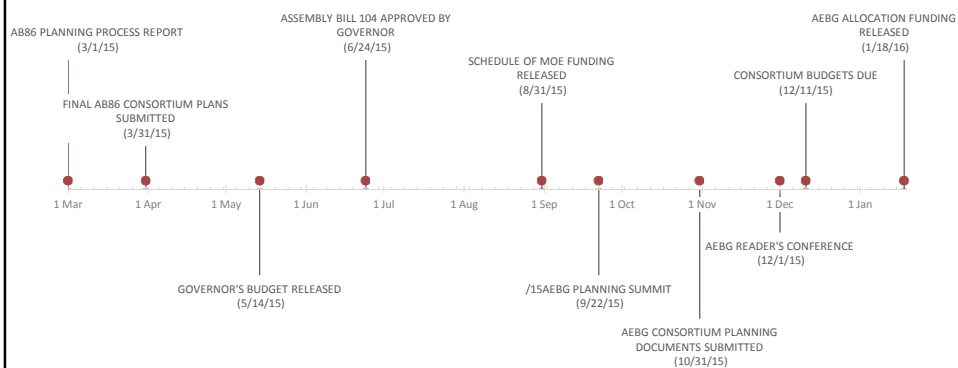 AB86 PLANNING PROCESS REPORT
(3/1/15)
FINAL AB86 CONSORTIUM PLANS
SUBMITTED
(3/31/15)
ASSEMBLY BILL 104 APPROVED BY
GOVERNOR
(6/24/15)
SCHEDULE OF MOE FUNDING
RELEASED
(8/31/15)
CONSORTIUM BUDGETS DUE
(12/11/15)
AEBG ALLOCATION FUNDING
RELEASED
(1/18/16)
1 Mar
1 Apr
1 May
1 Jun
1 Jul
1 Aug
1 Sep
1 Oct
1 Nov
1 Dec
1 Jan
GOVERNOR'S BUDGET RELEASED
(5/14/15)
/15AEBG PLANNING SUMMIT
(9/22/15)
AEBG CONSORTIUM PLANNING
DOCUMENTS SUBMITTED
(10/31/15)
AEBG READER'S CONFERENCE
(12/1/15)